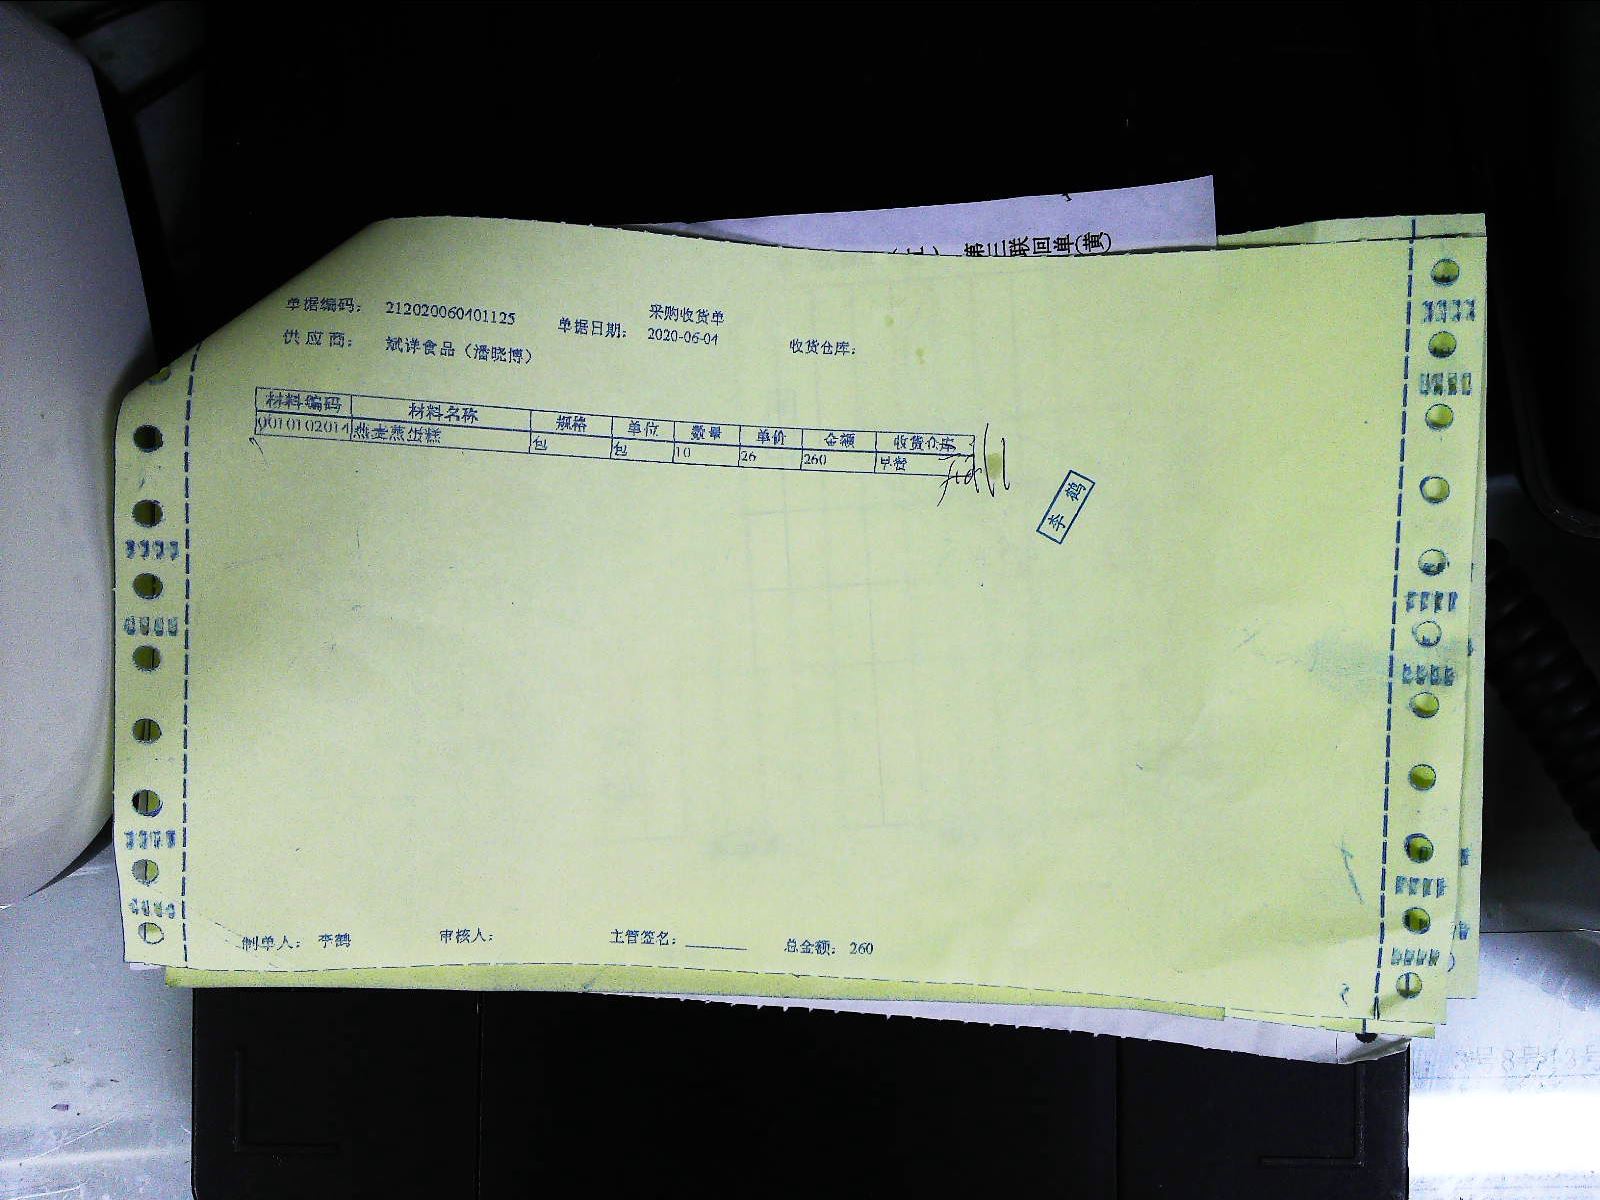 第三联回单(黄)
采购收货单
单据编码： 212020060401125 单据日期： 2020-06-04 收货仓库：
供应商： 斌详食品（潘晓博）
材料编码 材料名称 规格 单位 数量 单价 金额 收货仓库
0010102014 燕麦蒸蛋糕 包 包 10 26 260 早餐
李鹤
制单人： 李鹤 审核人： 主管签名： 总金额： 260